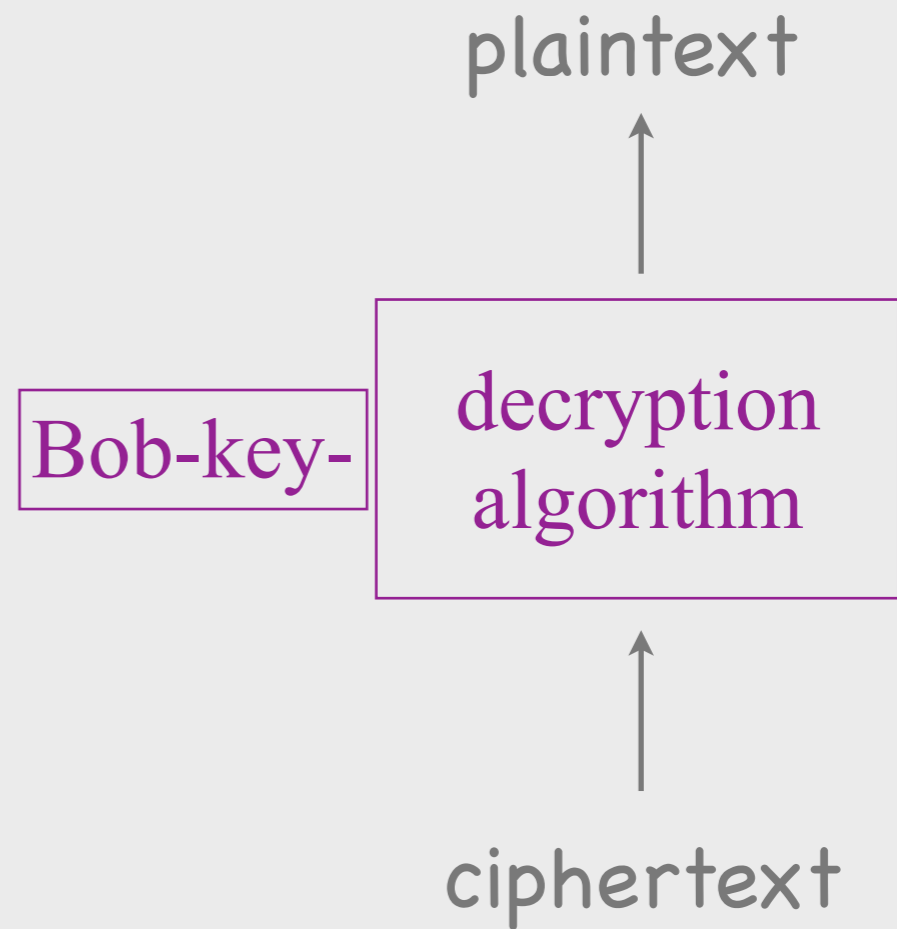 plaintext
Bob-key-
decryption
algorithm
ciphertext